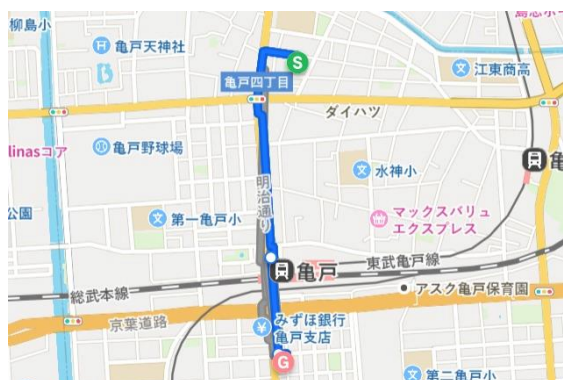 柳島小
亀戸天神社
S
江東商高
亀戸四丁目
ダイハツ
linasコア
亀戸野球場
水神小
明治通り
公園
第一亀戸小
マックスバリュ
エクスプレス
亀戸
東武亀戸線
総武本線
アスク亀戸保育園
京葉道路
みずほ銀行
亀戸支店
G
第二亀戸小